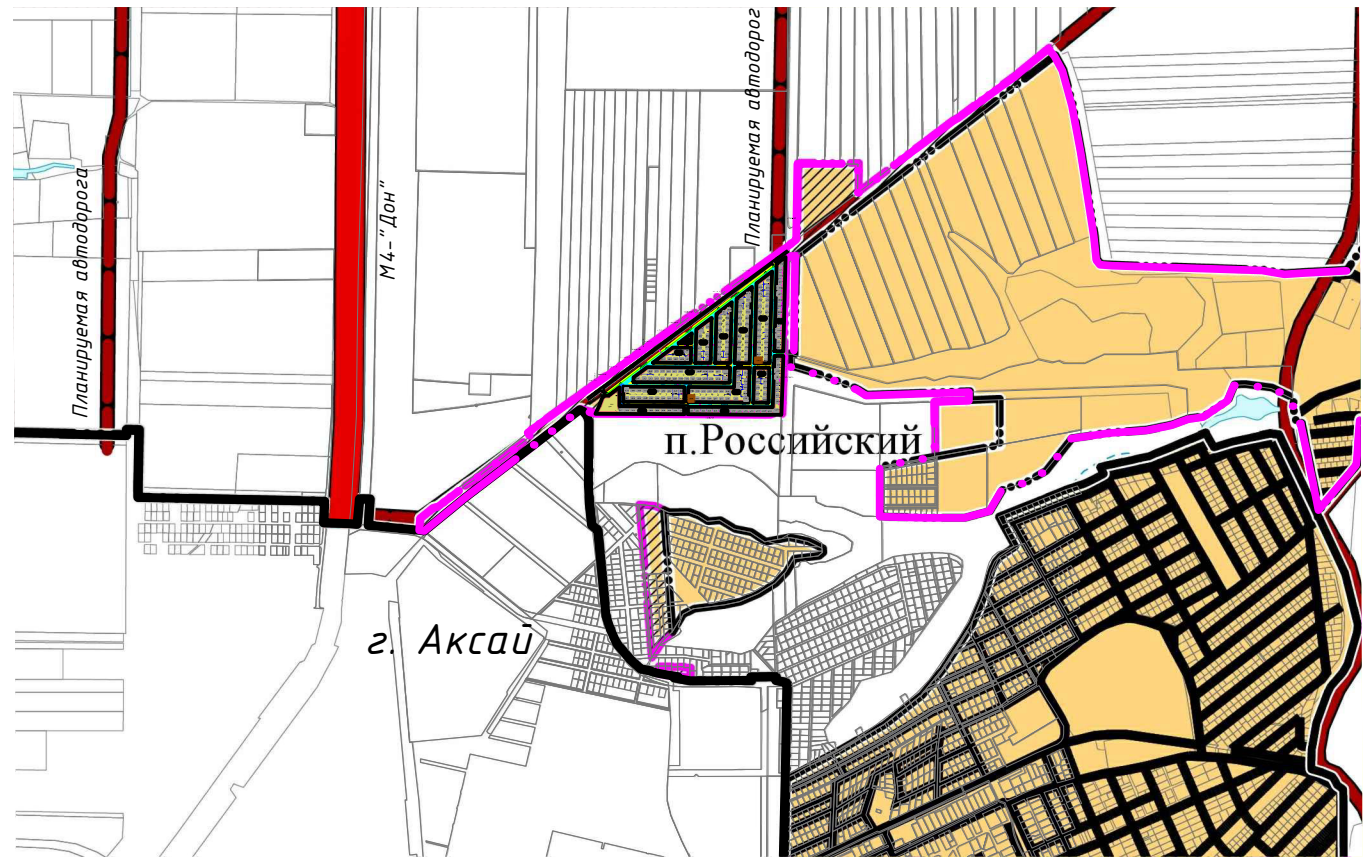 Планируемая автодорога
М4-"Дон"
Планируемая автодорог
п.Российский
г. Аксай